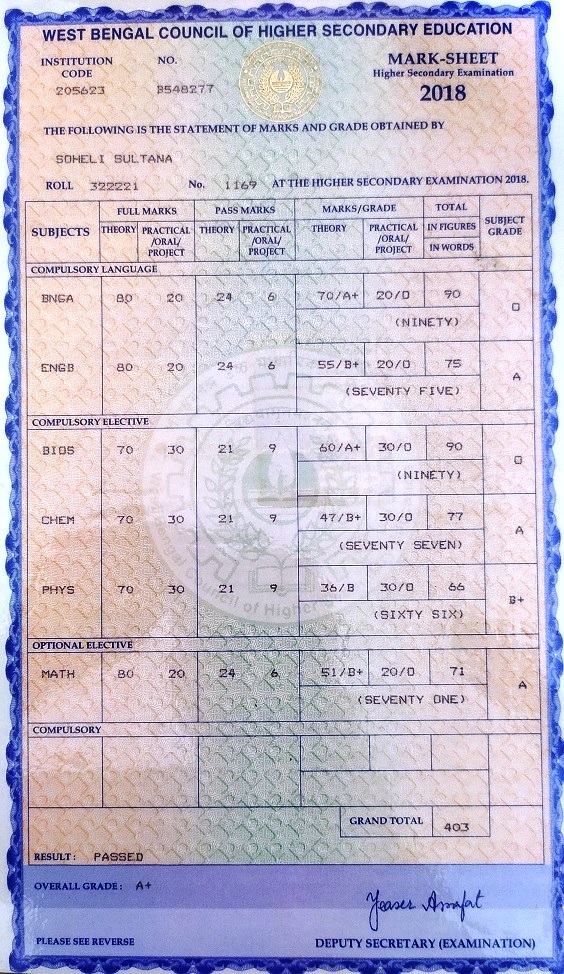 WEST BENGAL COUNCIL OF HIGHER SECONDARY EDUCATION
INSTITUTION CODE NO. MARK-SHEET
205623 B548277 Higher Secondary Examination
2018
THE FOLLOWING IS THE STATEMENT OF MARKS AND GRADE OBTAINED BY
SOHELI SULTANA
ROLL 322221 No. 1169 AT THE HIGHER SECONDARY EXAMINATION 2018.
SUBJECTS FULL MARKS PASS MARKS MARKS/GRADE TOTAL SUBJECT GRADE
THEORY PRACTICAL /ORAL/ PROJECT THEORY PRACTICAL /ORAL/ PROJECT THEORY PRACTICAL /ORAL/ PROJECT IN FIGURES
IN WORDS
COMPULSORY LANGUAGE
BNGA 80 20 24 6 70/A+ 20/O 90 O
(NINETY)
ENGB 80 20 24 6 55/B+ 20/O 75 A
(SEVENTY FIVE)
COMPULSORY ELECTIVE
BIOS 70 30 21 9 60/A+ 30/O 90 O
(NINETY)
CHEM 70 30 21 9 47/B+ 30/O 77 A
(SEVENTY SEVEN)
PHYS 70 30 21 9 36/B 30/O 66 B+
(SIXTY SIX)
OPTIONAL ELECTIVE
MATH 80 20 24 6 51/B+ 20/O 71 A
(SEVENTY ONE)
COMPULSORY
GRAND TOTAL 403
RESULT : PASSED
OVERALL GRADE : A+
PLEASE SEE REVERSE DEPUTY SECRETARY (EXAMINATION)